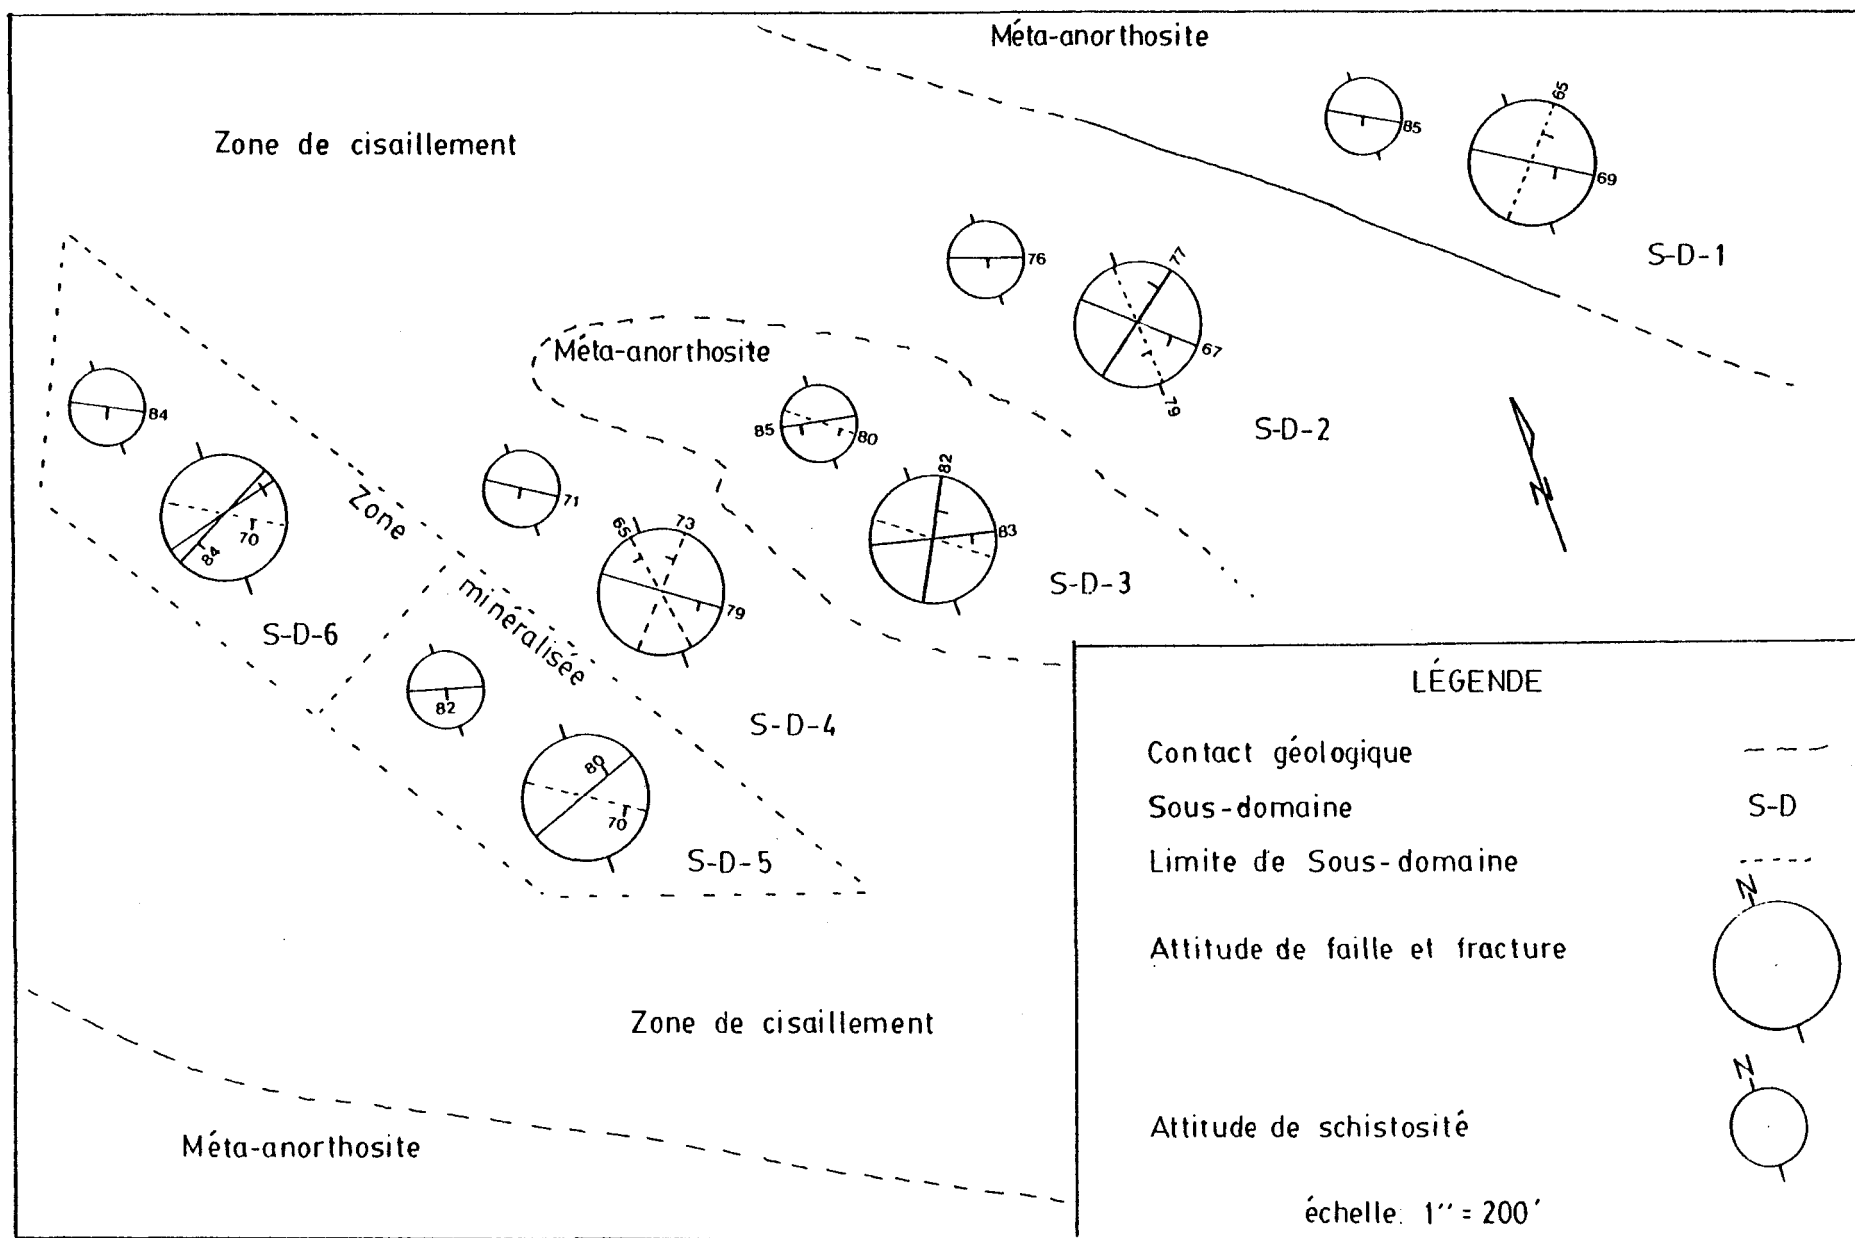 Méta-anorthosite
Zone de cisaillement
85
65
69
S-D-1
76
77
67
79
S-D-2
Méta-anorthosite
85
80
82
83
S-D-3
N
84
70
84
S-D-6
Zone
minéralisée
71
65
73
79
S-D-4
82
80
70
S-D-5
Zone de cisaillement
Méta-anorthosite
LÉGENDE
Contact géologique
Sous-domaine S-D
Limite de Sous-domaine
Attitude de faille et fracture
N
Attitude de schistosité
N
échelle: 1'' = 200'